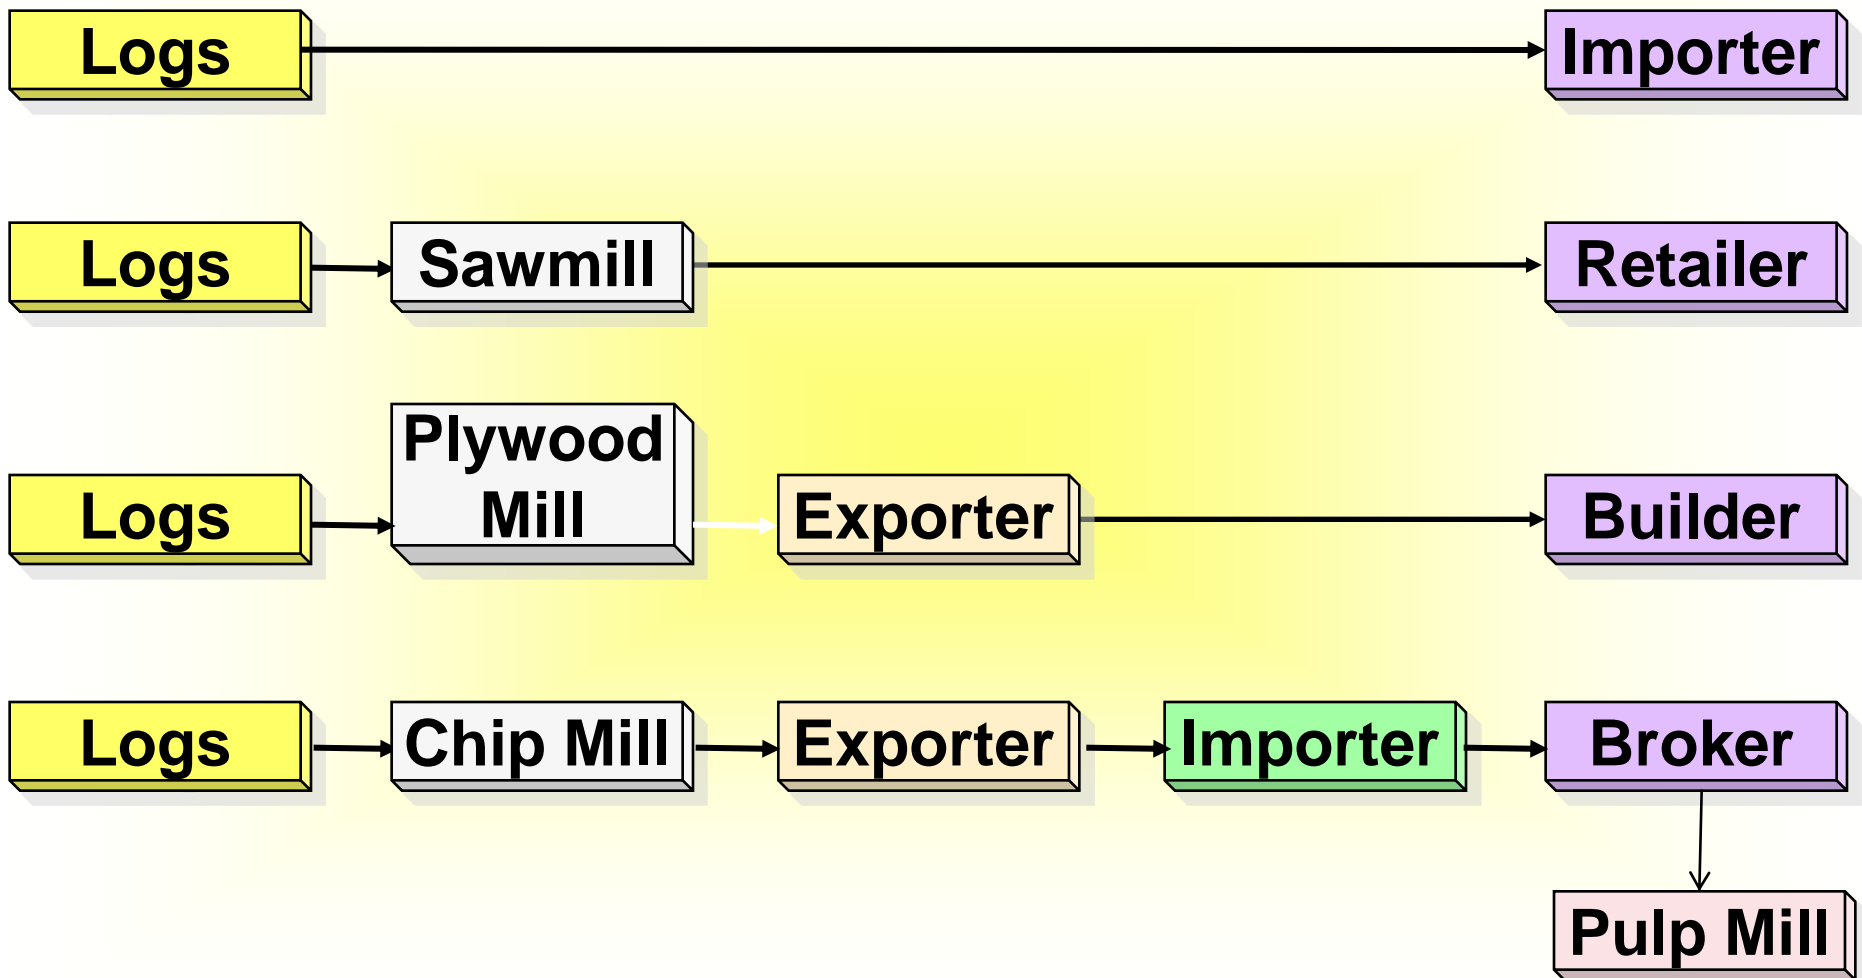 Logs
Importer
Logs
Sawmill
Retailer
Logs
Plywood
Mill
Exporter
Builder
Logs
Chip Mill
Exporter
Importer
Broker
Pulp Mill